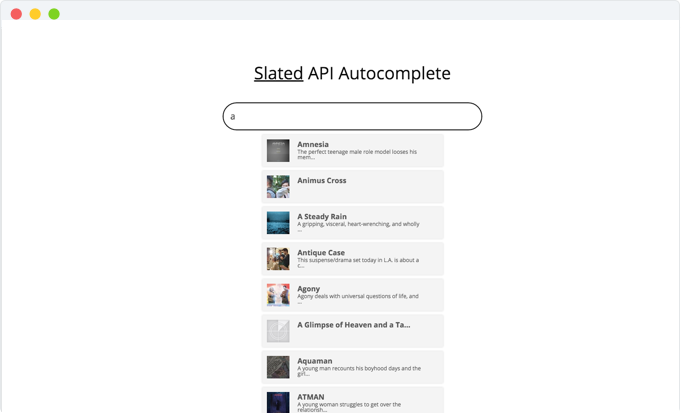 Slated API Autocomplete
a
Amnesia
The perfect teenage male role model looses his
mem...
Animus Cross
A Steady Rain
A gripping, visceral, heart-wrenching, and wholly
...
Antique Case
This suspense/drama set today in L.A. is about a
c...
Agony
Agony deals with universal questions of life, and
...
A Glimpse of Heaven and a Ta...
Aquaman
A young man recounts his boyhood days and the
girl...
ATMAN
A young woman struggles to get over the
relationsh...